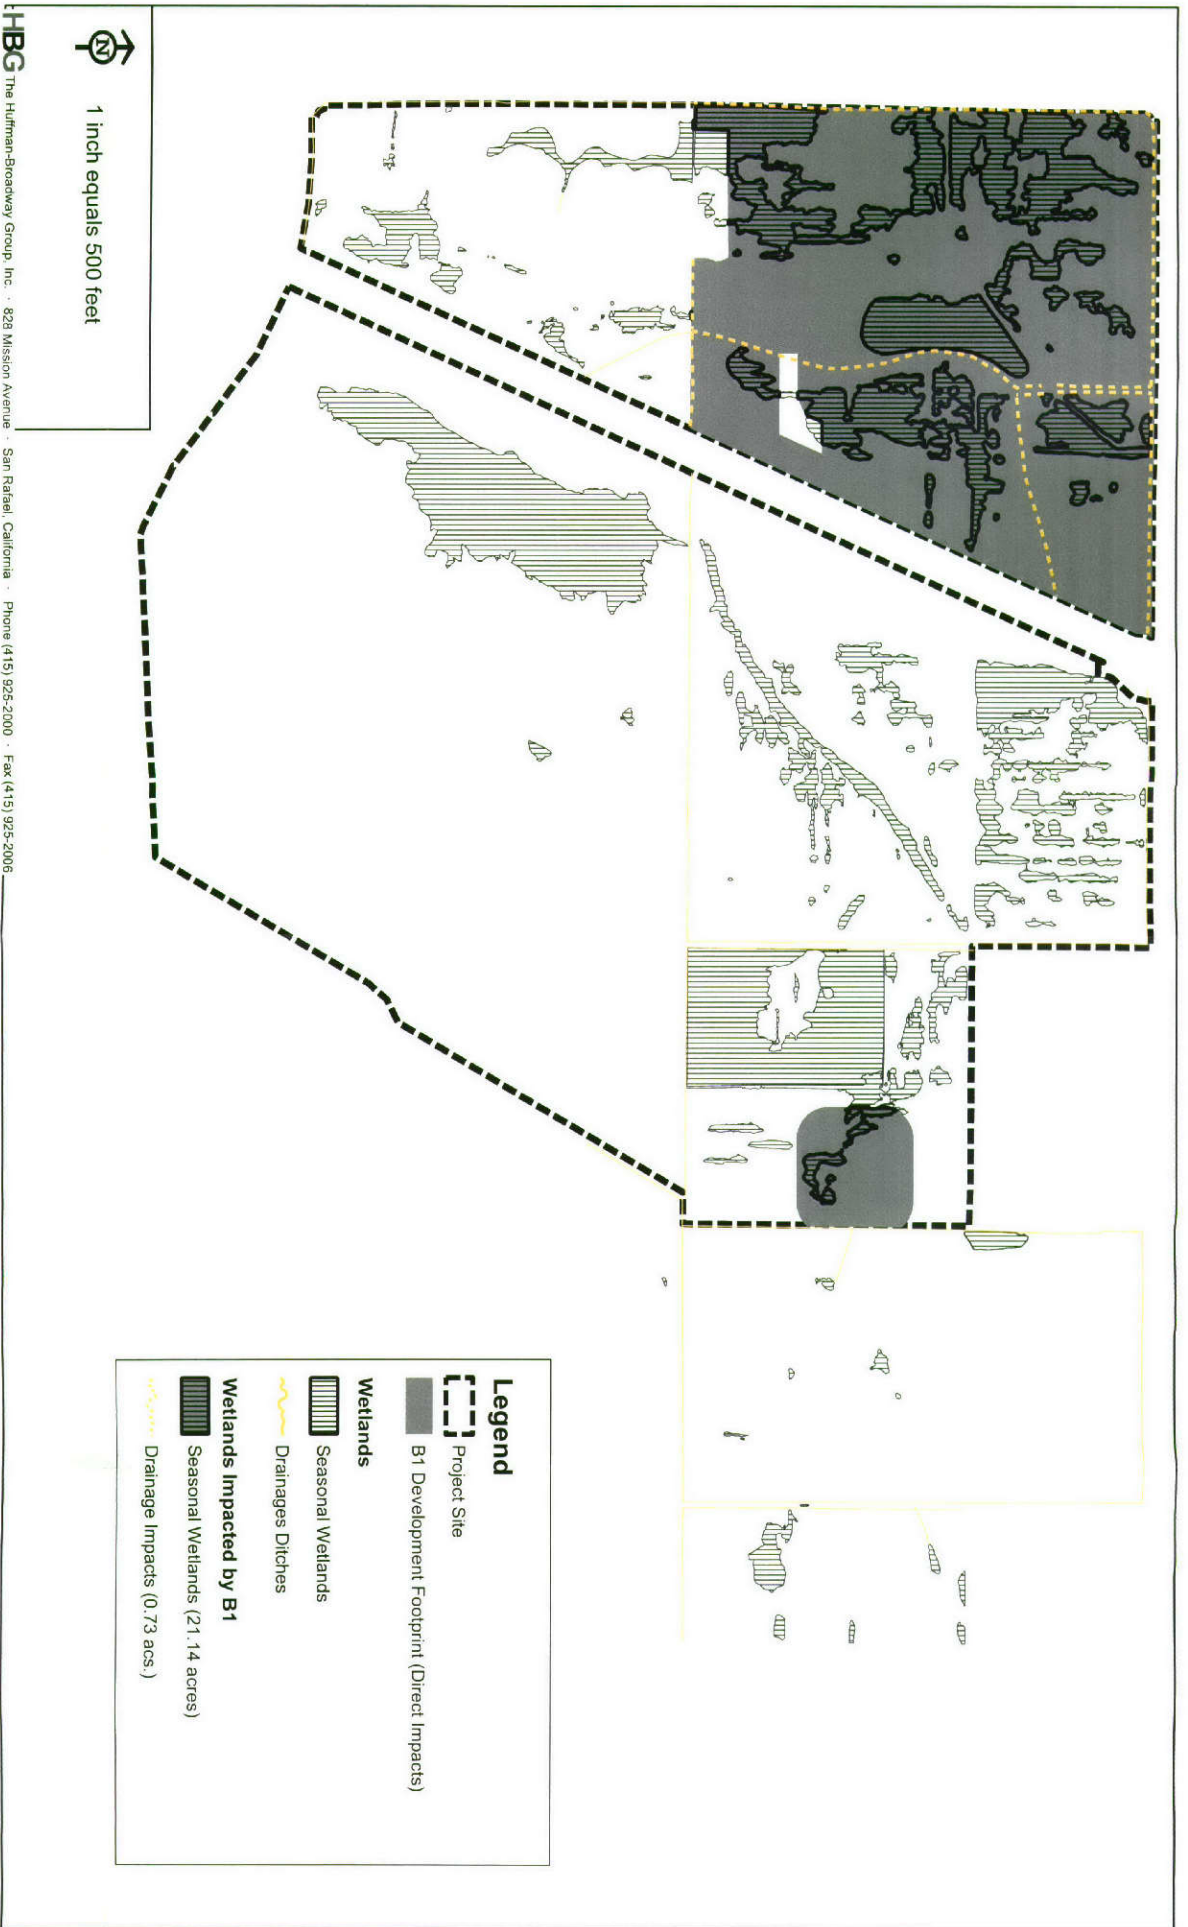 N
1 inch equals 500 feet
HBG The Huffman-Broadway Group, Inc. · 828 Mission Avenue · San Rafael, California · Phone (415) 925-2000 · Fax (415) 925-2006
Legend
Project Site
B1 Development Footprint (Direct Impacts)
Wetlands
Seasonal Wetlands
Drainages Ditches
Wetlands Impacted by B1
Seasonal Wetlands (21.14 acres)
Drainage Impacts (0.73 acs.)